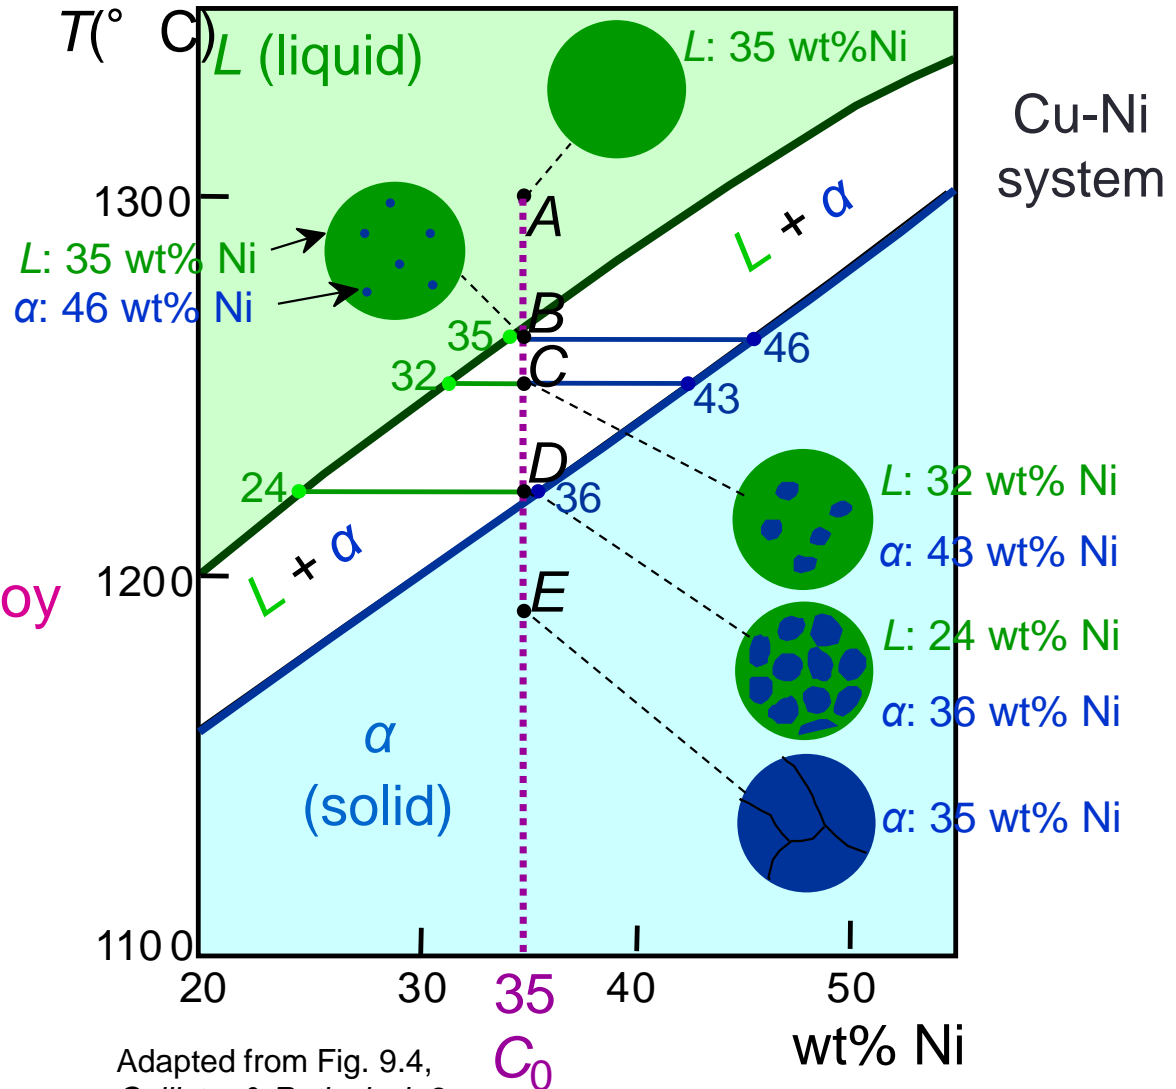 T(° C)
L (liquid)
L: 35 wt%Ni
Cu-Ni
system
1300
A
L + α
L: 35 wt% Ni
α: 46 wt% Ni
B
35
46
C
32
43
D
24
36
L: 32 wt% Ni
α: 43 wt% Ni
L + α
1200
E
oy
L: 24 wt% Ni
α: 36 wt% Ni
α
(solid)
α: 35 wt% Ni
1100
20
30
35
40
50
C0
wt% Ni
Adapted from Fig. 9.4,